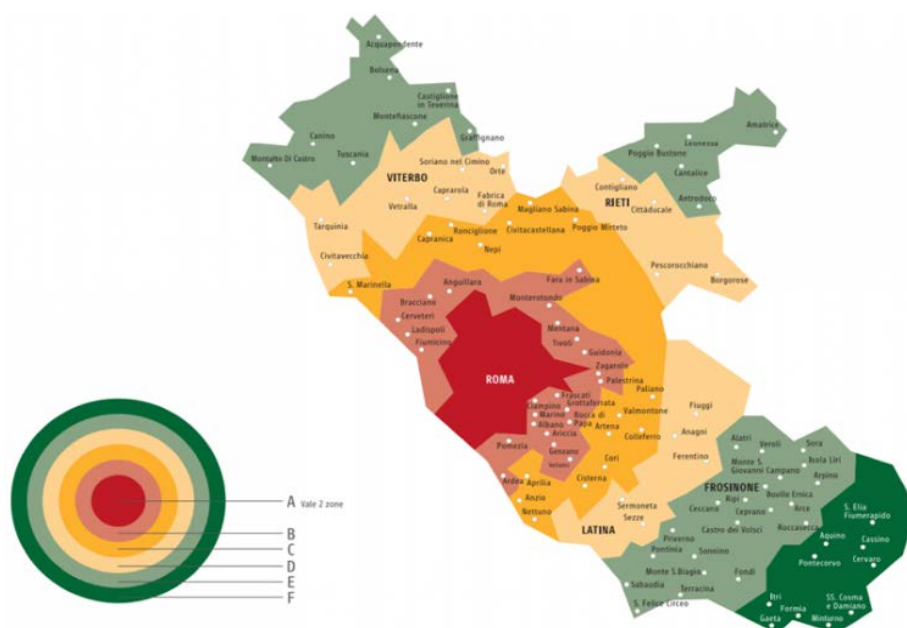 Acquapendente
Bolsena
Castiglione
in Teverina
Montefiascone
Graffignano
Canino
Montalto Di Castro
Tuscania
Soriano nel Cimino
Orte
VITERBO
Caprarola
Fabrica
di Roma
Vetralla
Tarquinia
Civitavecchia
Magliano Sabina
Ronciglione
Civitacastellana
Capranica
Nepi
Poggio Mirteto
S. Marinella
Amatrice
Leonessa
Poggio Bustone
Cantalice
Contigliano
RIETI
Cittaducale
Antrodoco
Pescorocchiano
Borgorose
Anguillara
Fara in Sabina
Bracciano
Monterotondo
Cerveteri
Ladispoli
Fiumicino
Mentana
Tivoli
Guidonia
Zagarolo
Palestrina
ROMA
Frascati
Ciampino
Grottaferrata
Marino
Rocca di
Papa
Albano
Ariccia
Genzano
Velletri
Pomezia
Ardea
Aprilia
Anzio
Nettuno
Paliano
Valmontone
Artena
Colleferro
Cori
Cisterna
Fiuggi
Anagni
Ferentino
Sermoneta
Sezze
LATINA
Alatri
Veroli
Sora
Monte S.
Giovanni Campano
Isola Liri
Arpino
FROSINONE
Boville Ernica
Ripi
Ceccano
Ceprano
Arce
Castro dei Volsci
Roccasecca
Priverno
Pontinia
Sonnino
Monte S.Biagio
Fondi
Sabaudia
Terracina
S. Felice Circeo
S. Elia
Fiumerapido
Aquino
Cassino
Pontecorvo
Cervaro
Itri
SS. Cosma
e Damiano
Formia
Gaeta
Minturno
A Vale 2 zone
B
C
D
E
F